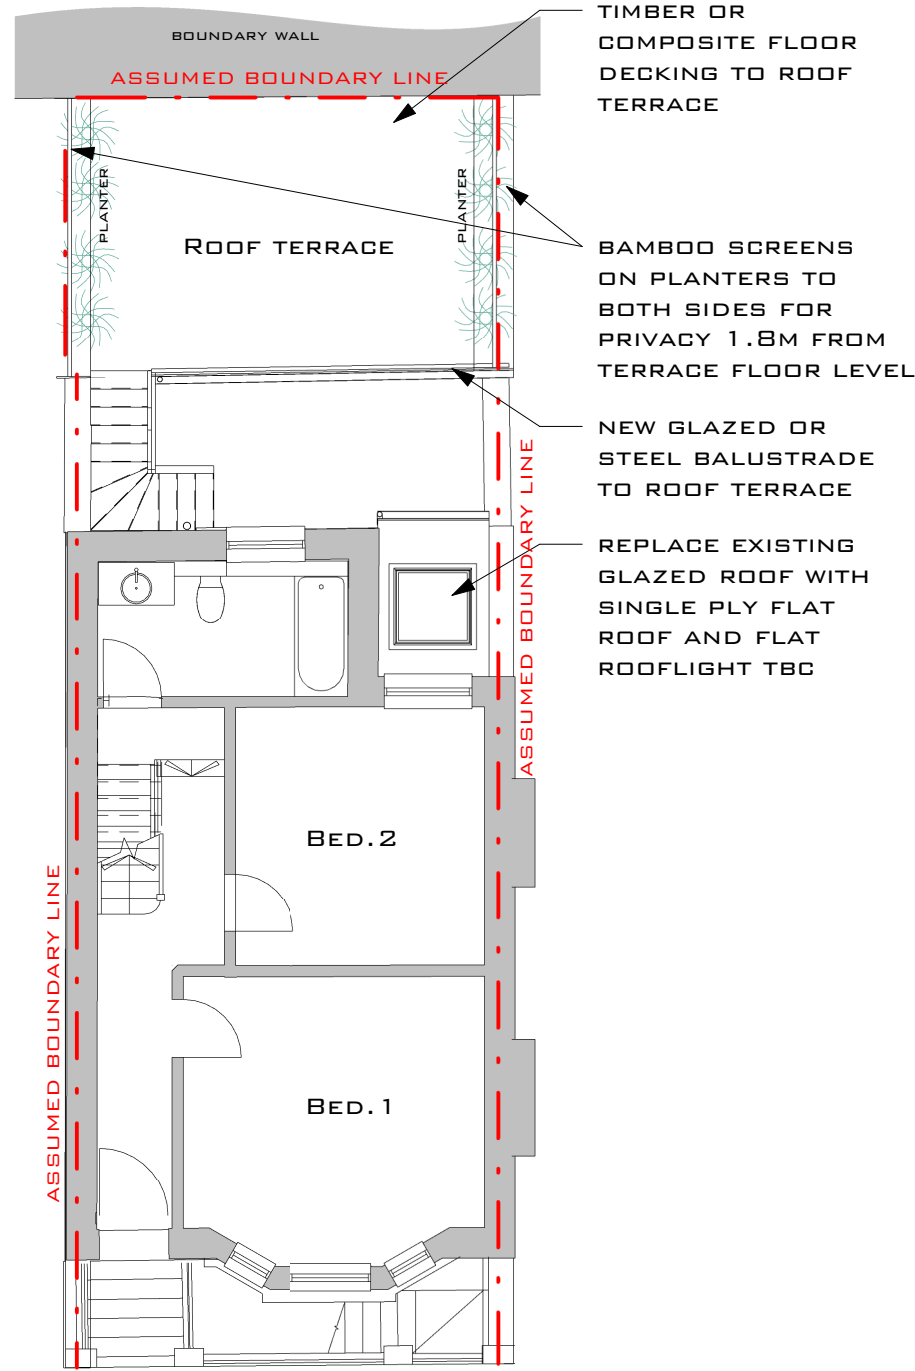 BOUNDARY WALL
ASSUMED BOUNDARY LINE
TIMBER OR
COMPOSITE FLOOR
DECKING TO ROOF
TERRACE
PLANTER
PLANTER
ROOF TERRACE
BAMBOO SCREENS
ON PLANTERS TO
BOTH SIDES FOR
PRIVACY 1.8M FROM
TERRACE FLOOR LEVEL
NEW GLAZED OR
STEEL BALUSTRADE
TO ROOF TERRACE
ASSUMED BOUNDARY LINE
REPLACE EXISTING
GLAZED ROOF WITH
SINGLE PLY FLAT
ROOF AND FLAT
ROOFLIGHT TBC
BED.2
ASSUMED BOUNDARY LINE
BED.1